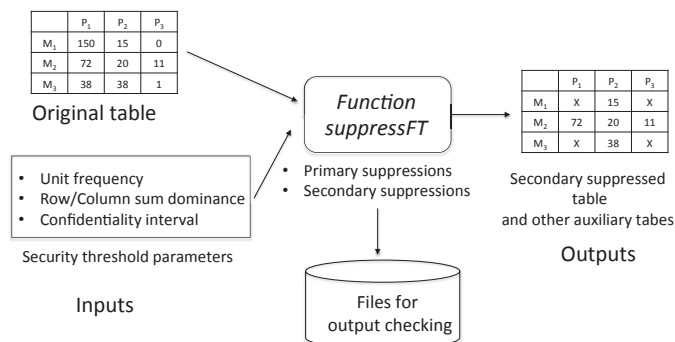 P1 P2 P3
M1 150 15 0
M2 72 20 11
M3 38 38 1
Original table
• Unit frequency
• Row/Column sum dominance
• Confidentiality interval
Security threshold parameters
Inputs
Function
suppressFT
• Primary suppressions
• Secondary suppressions
Files for
output checking
P1 P2 P3
M1 X 15 X
M2 72 20 11
M3 X 38 X
Secondary suppressed
table
and other auxiliary tabes
Outputs